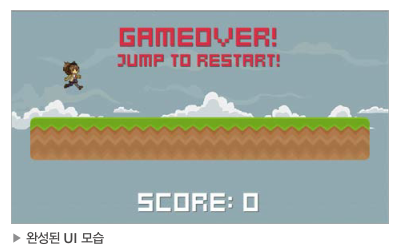 GAMEOVER!
JUMP TO RESTART!
SCORE: 0
▶ 완성된 UI 모습